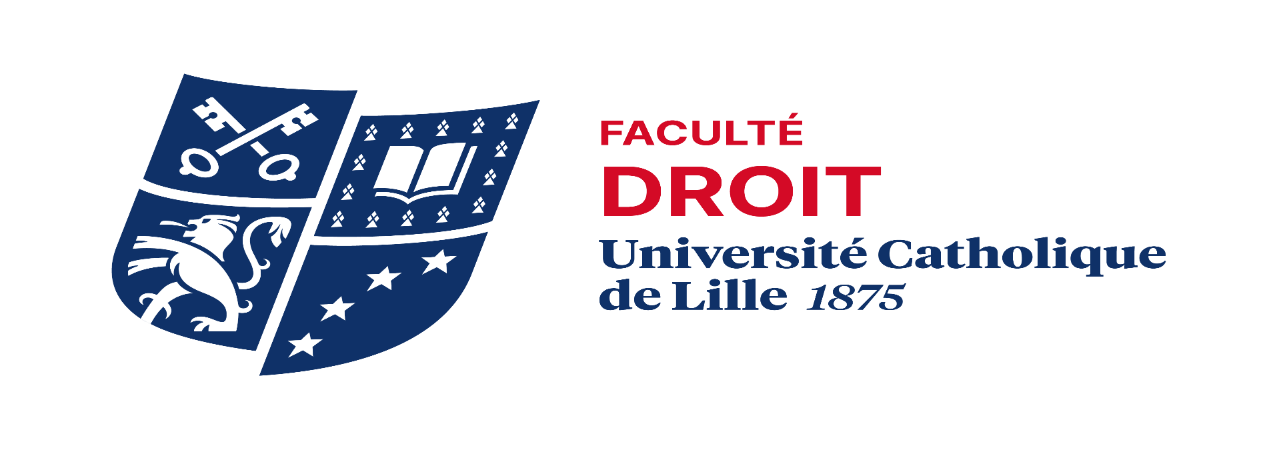 FACULTÉ
DROIT
Université Catholique
de Lille 1875